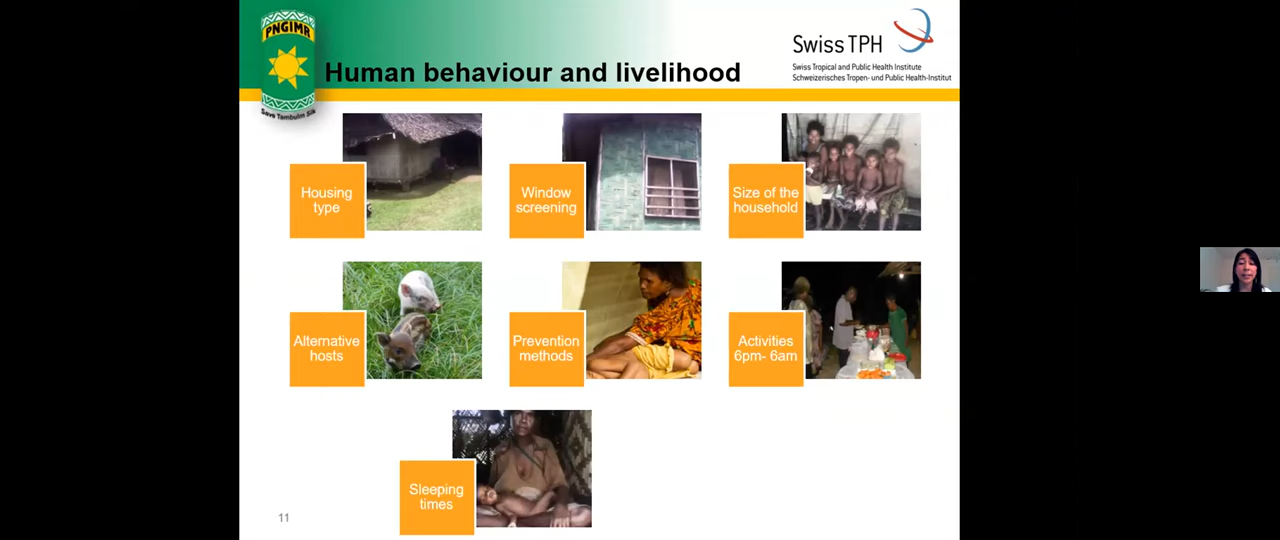 PNGIMR
Save Tambulm Sik
Human behaviour and livelihood
Swiss TPH
Swiss Tropical and Public Health Institute
Schweizerisches Tropen- und Public Health-Institut
Housing
type
Window
screening
Size of the
household
Alternative
hosts
Prevention
methods
Activities
6pm- 6am
Sleeping
times
11